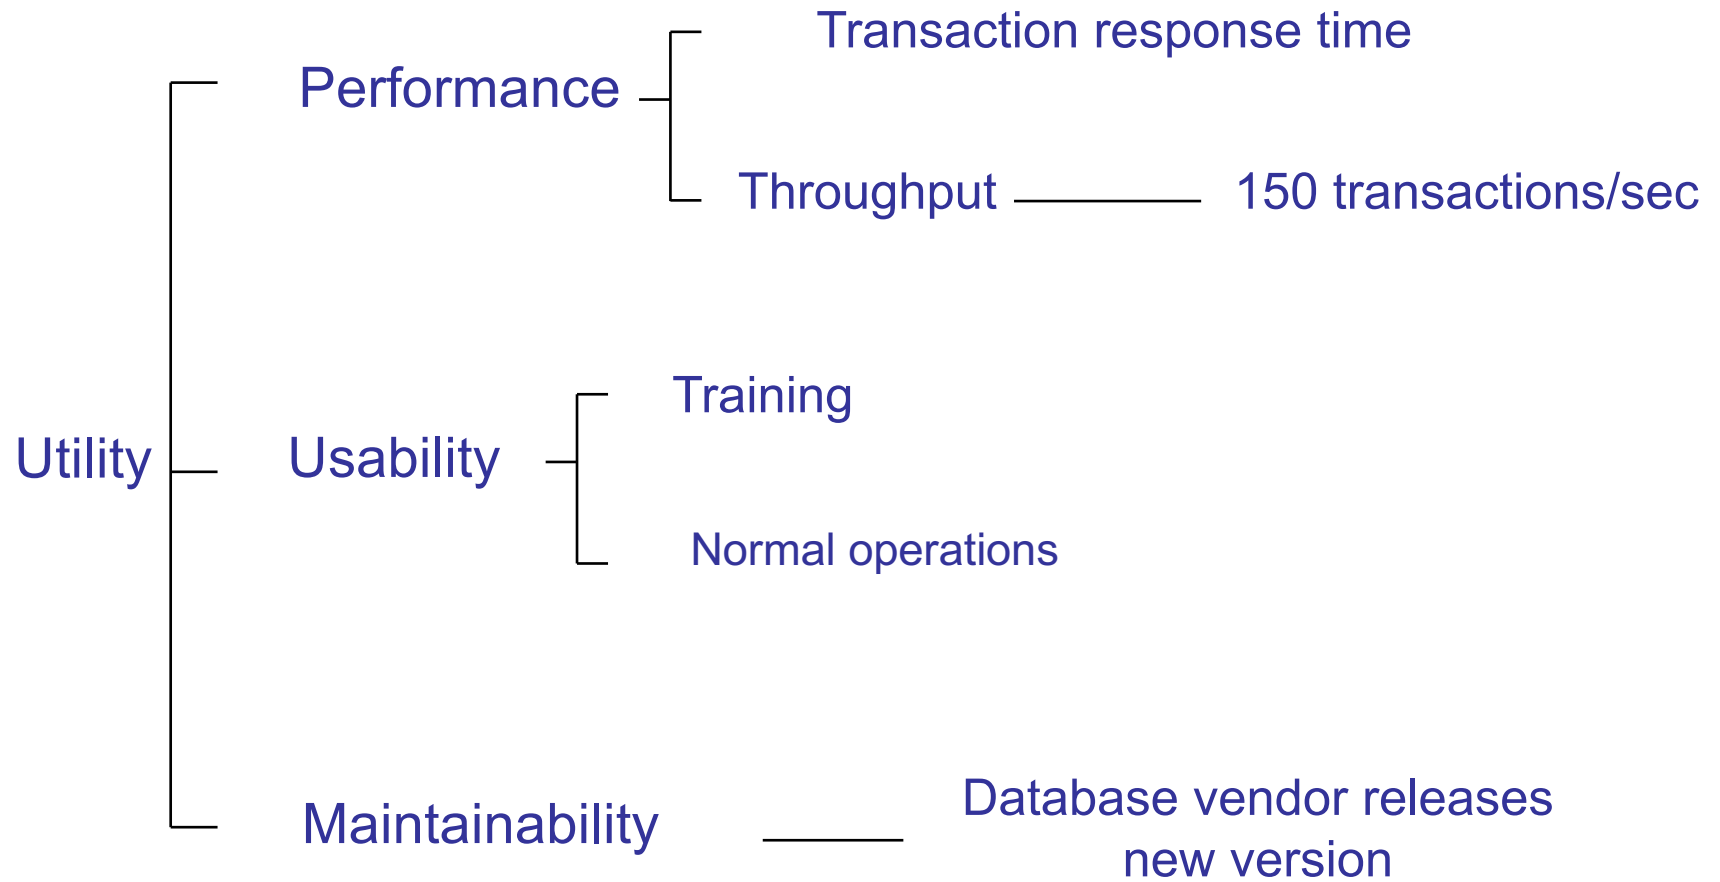 Transaction response time
Performance
Throughput
150 transactions/sec
Training
Utility
Usability
Normal operations
Maintainability
Database vendor releases
new version